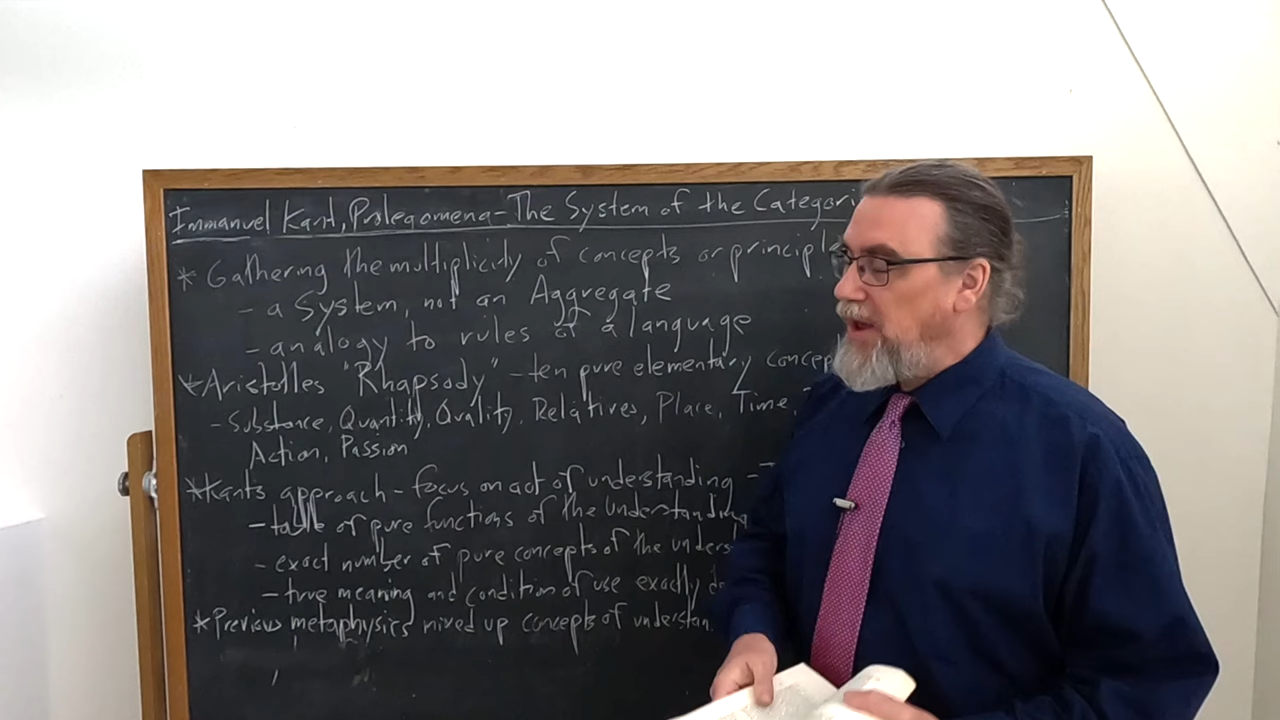 Immanuel Kant, Prolegomena - The System of the Categori
* Gathering the multiplicity of concepts or principle
- a System, not an Aggregate
- analogy to rules of a language
* Aristotles "Rhapsody" - ten pure elementary concep
- Substance, Quantity, Quality, Relatives, Place, Time,
Action, Passion
* Kants approach - focus on act of understanding -
- table of pure functions of the Understanding
- exact number of pure concepts of the unders
- true meaning and condition of use exactly de
* Previous metaphysics mixed up concepts of understan